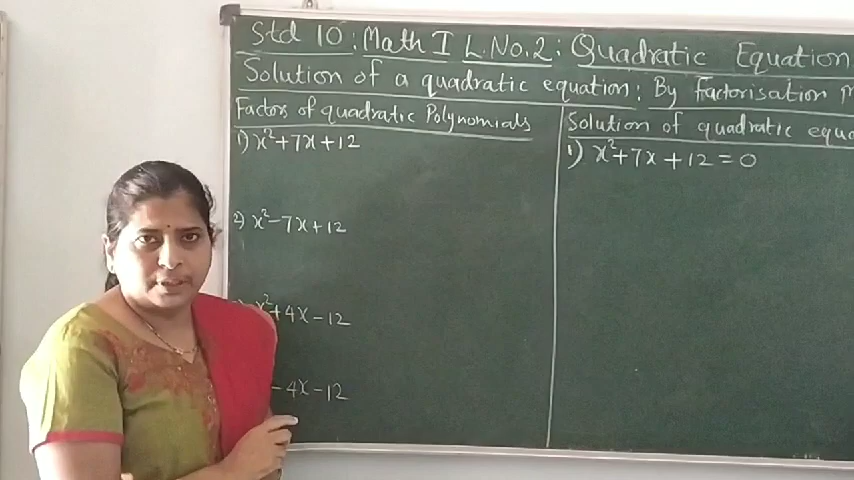 Std 10: Math I L.No.2: Quadratic Equation
Solution of a quadratic equation: By Factorisation
Factors of quadratic Polynomials
1) x²+7x+12
2) x²-7x+12
x²+4x-12
-4x-12
Solution of quadratic
1) x²+7x+12=0